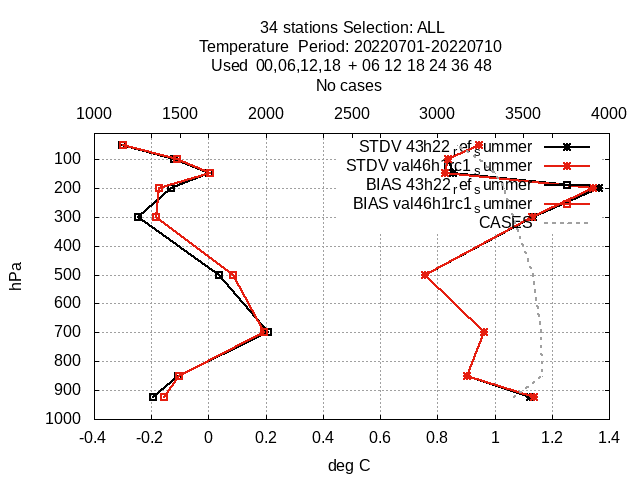 34 stations Selection: ALL
Temperature Period: 20220701-20220710
Used 00,06,12,18 + 06 12 18 24 36 48
No cases
1000 1500 2000 2500 3000 3500 4000
STDV 43h22_ref_summer
STDV val46h1rc1_summer
BIAS 43h22_ref_summer
BIAS val46h1rc1_summer
CASES
hPa
100
200
300
400
500
600
700
800
900
1000
-0.4 -0.2 0 0.2 0.4 0.6 0.8 1 1.2 1.4
deg C